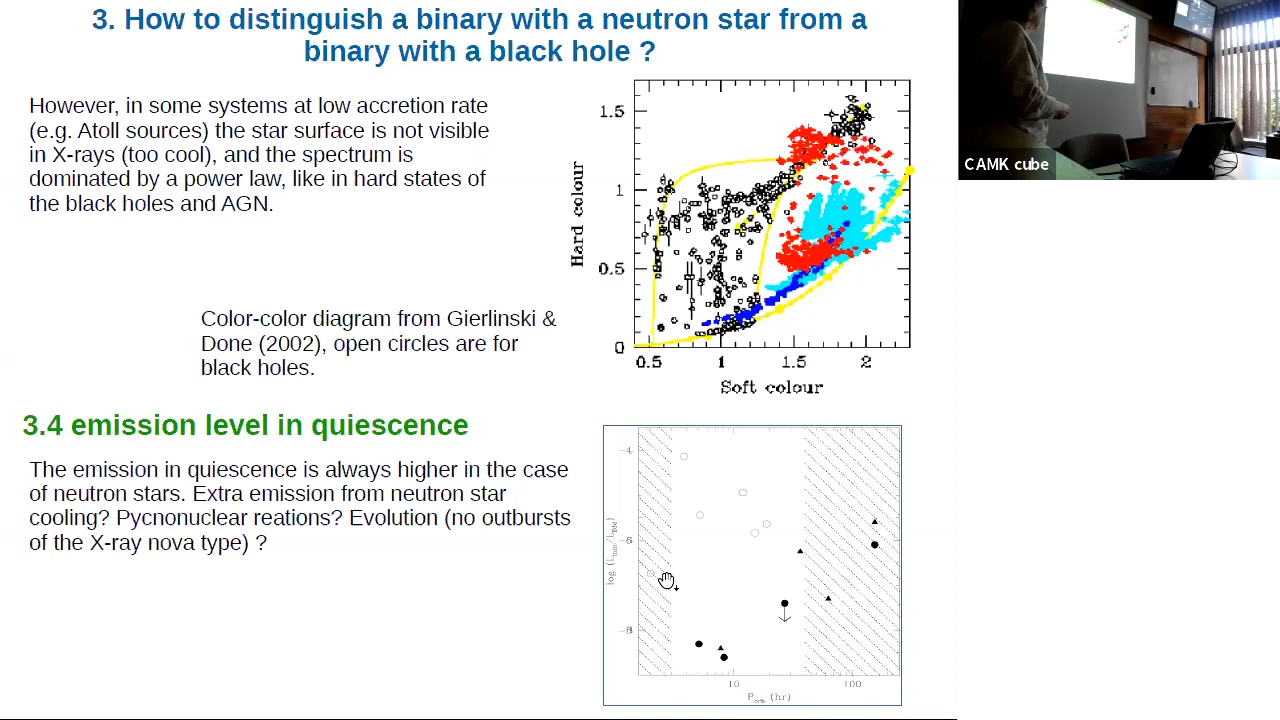 3. How to distinguish a binary with a neutron star from a
binary with a black hole ?
However, in some systems at low accretion rate
(e.g. Atoll sources) the star surface is not visible
in X-rays (too cool), and the spectrum is
dominated by a power law, like in hard states of
the black holes and AGN.
Color-color diagram from Gierlinski &
Done (2002), open circles are for
black holes.
Hard colour
1.5
1
0.5
0
0.5
1
1.5
2
Soft colour
3.4 emission level in quiescence
The emission in quiescence is always higher in the case
of neutron stars. Extra emission from neutron star
cooling? Pycnonuclear reations? Evolution (no outbursts
of the X-ray nova type) ?
-4
-6
-8
10
100
P orb. (hr)
CAMK cube